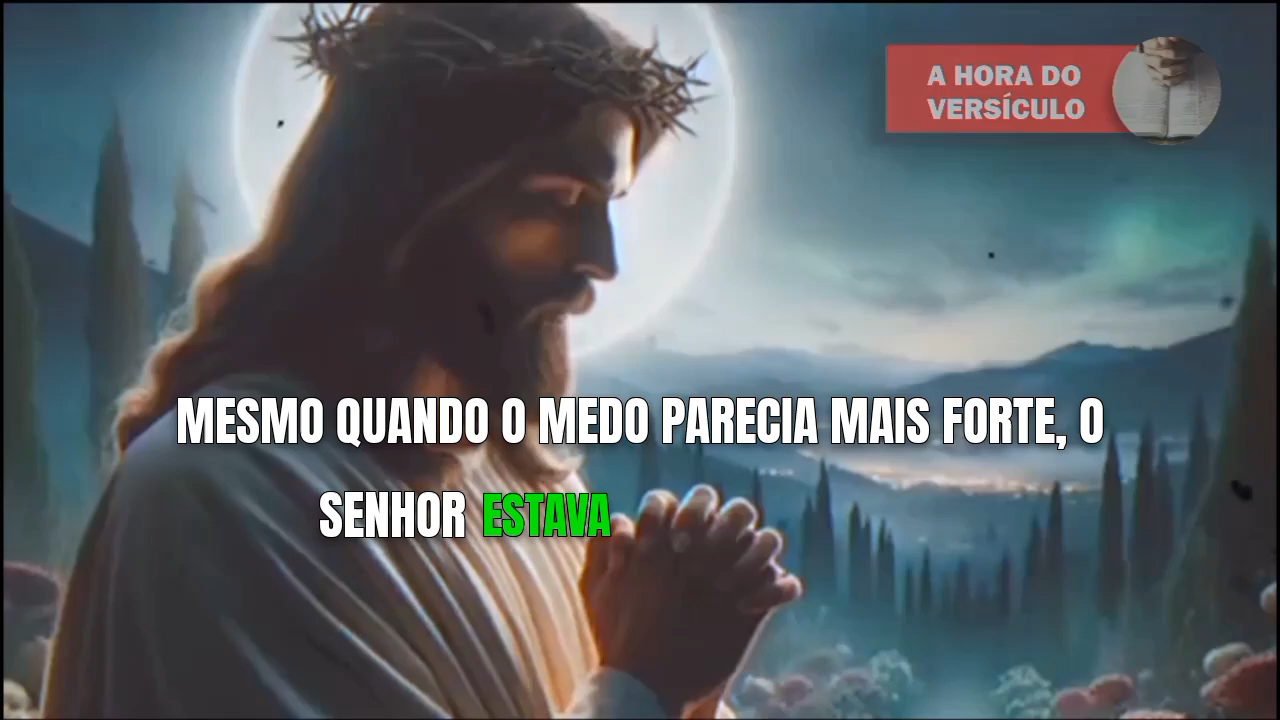 A HORA DO
VERSÍCULO
MESMO QUANDO O MEDO PARECIA MAIS FORTE, O
SENHOR ESTAVA